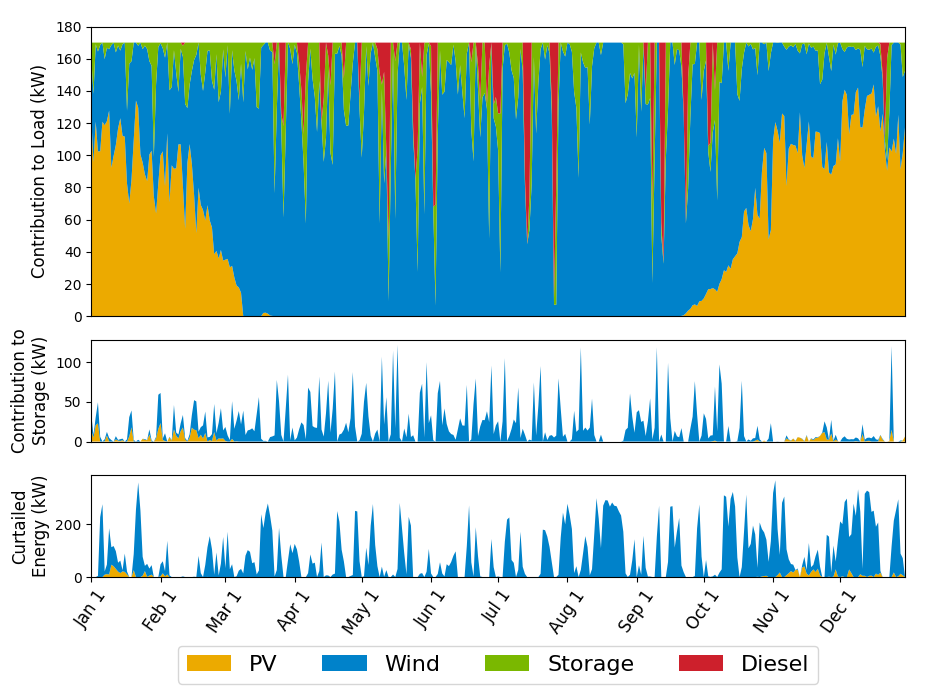 Contribution to Load (kW)
180
160
140
120
100
80
60
40
20
0
Contribution to
Storage (kW)
100
50
0
Curtailed
Energy (kW)
200
0
Jan 1
Feb 1
Mar 1
Apr 1
May 1
Jun 1
Jul 1
Aug 1
Sep 1
Oct 1
Nov 1
Dec 1
PV Wind Storage Diesel